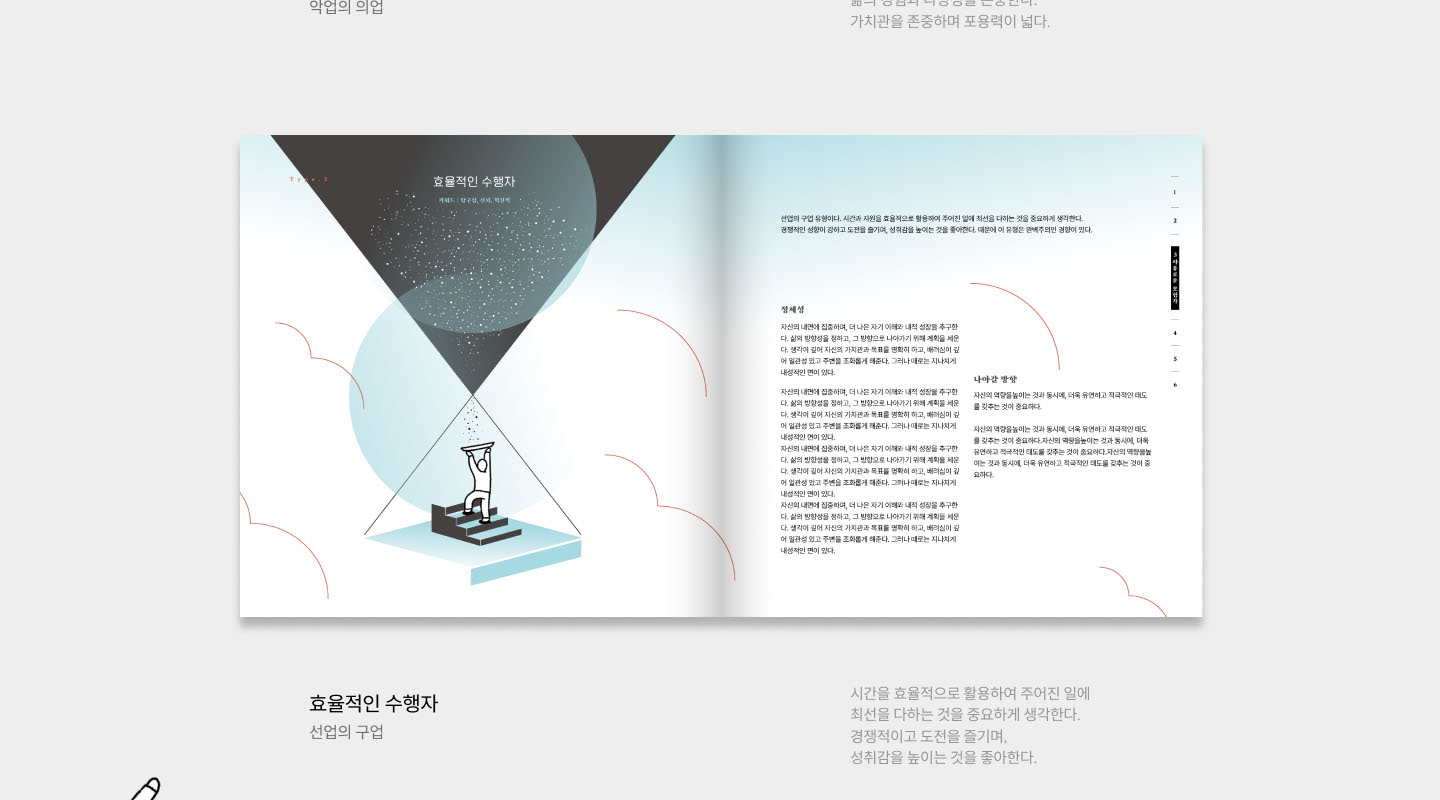 악업의 의업
삶의 경험과 다양성을 존중한다.
가치관을 존중하며 포용력이 넓다.
Type.3
효율적인 수행자
키워드 : 탐구심, 신뢰, 혁신적
선업의 구업 유형이다. 시간과 자원을 효율적으로 활용하여 주어진 일에 최선을 다하는 것을 중요하게 생각한다.
경쟁적인 성향이 강하고 도전을 즐기며, 성취감을 높이는 것을 좋아한다. 때문에 이 유형은 완벽주의인 경향이 있다.
정체성
자신의 내면에 집중하며, 더 나은 자기 이해와 내적 성장을 추구한
다. 삶의 방향성을 정하고, 그 방향으로 나아가기 위해 계획을 세운
다. 생각이 깊어 자신의 가치관과 목표를 명확히 하고, 배려심이 깊
어 일관성 있고 주변을 조화롭게 해준다. 그러나 때로는 지나치게
내성적인 면이 있다.
자신의 내면에 집중하며, 더 나은 자기 이해와 내적 성장을 추구한
다. 삶의 방향성을 정하고, 그 방향으로 나아가기 위해 계획을 세운
다. 생각이 깊어 자신의 가치관과 목표를 명확히 하고, 배려심이 깊
어 일관성 있고 주변을 조화롭게 해준다. 그러나 때로는 지나치게
내성적인 면이 있다.
자신의 내면에 집중하며, 더 나은 자기 이해와 내적 성장을 추구한
다. 삶의 방향성을 정하고, 그 방향으로 나아가기 위해 계획을 세운
다. 생각이 깊어 자신의 가치관과 목표를 명확히 하고, 배려심이 깊
어 일관성 있고 주변을 조화롭게 해준다. 그러나 때로는 지나치게
내성적인 면이 있다.
자신의 내면에 집중하며, 더 나은 자기 이해와 내적 성장을 추구한
다. 삶의 방향성을 정하고, 그 방향으로 나아가기 위해 계획을 세운
다. 생각이 깊어 자신의 가치관과 목표를 명확히 하고, 배려심이 깊
어 일관성 있고 주변을 조화롭게 해준다. 그러나 때로는 지나치게
내성적인 면이 있다.
나아갈 방향
자신의 역량을높이는 것과 동시에, 더욱 유연하고 적극적인 태도
를 갖추는 것이 중요하다.
자신의 역량을높이는 것과 동시에, 더욱 유연하고 적극적인 태도
를 갖추는 것이 중요하다.자신의 역량을높이는 것과 동시에, 더욱
유연하고 적극적인 태도를 갖추는 것이 중요하다.자신의 역량을높
이는 것과 동시에, 더욱 유연하고 적극적인 태도를 갖추는 것이 중
요하다.
1
2
3
4
5
6
효율적인 수행자
선업의 구업
시간을 효율적으로 활용하여 주어진 일에
최선을 다하는 것을 중요하게 생각한다.
경쟁적이고 도전을 즐기며,
성취감을 높이는 것을 좋아한다.